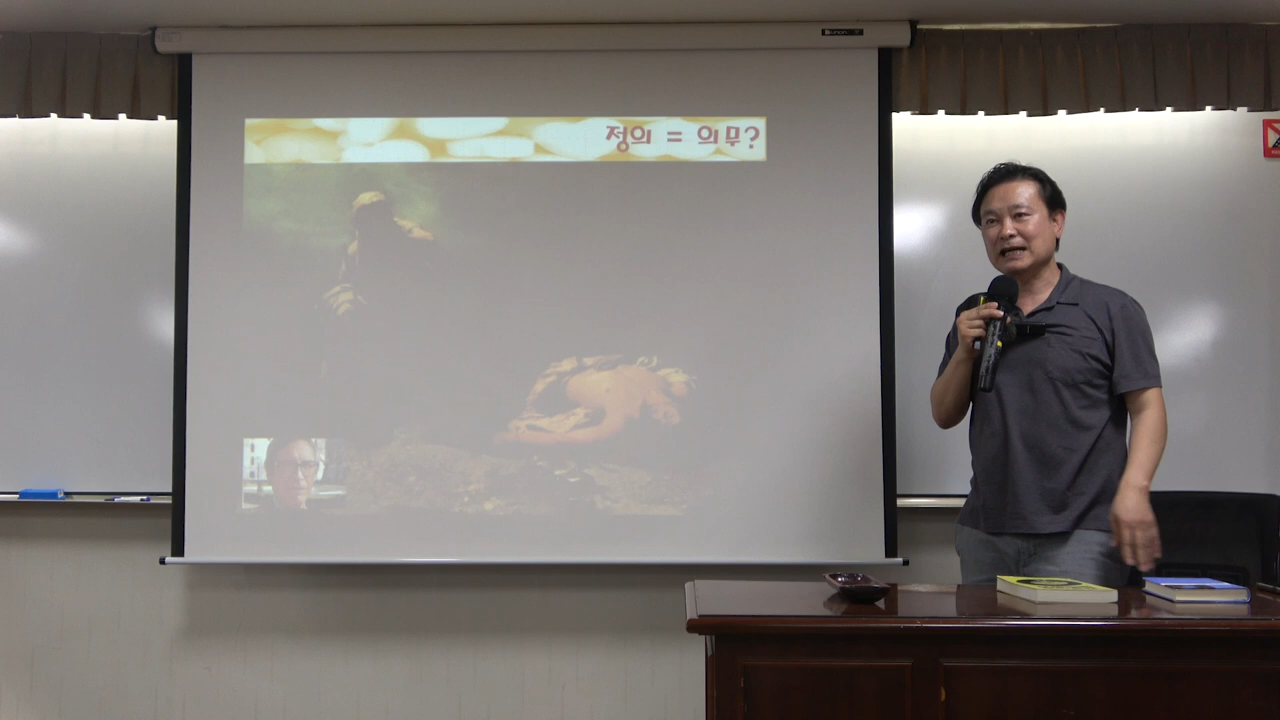 정의 = 의무?